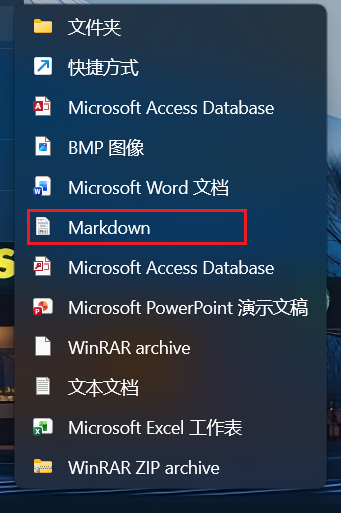 文件夹
快捷方式
Microsoft Access Database
BMP 图像
Microsoft Word 文档
Markdown
Microsoft Access Database
Microsoft PowerPoint 演示文稿
WinRAR archive
文本文档
Microsoft Excel 工作表
WinRAR ZIP archive